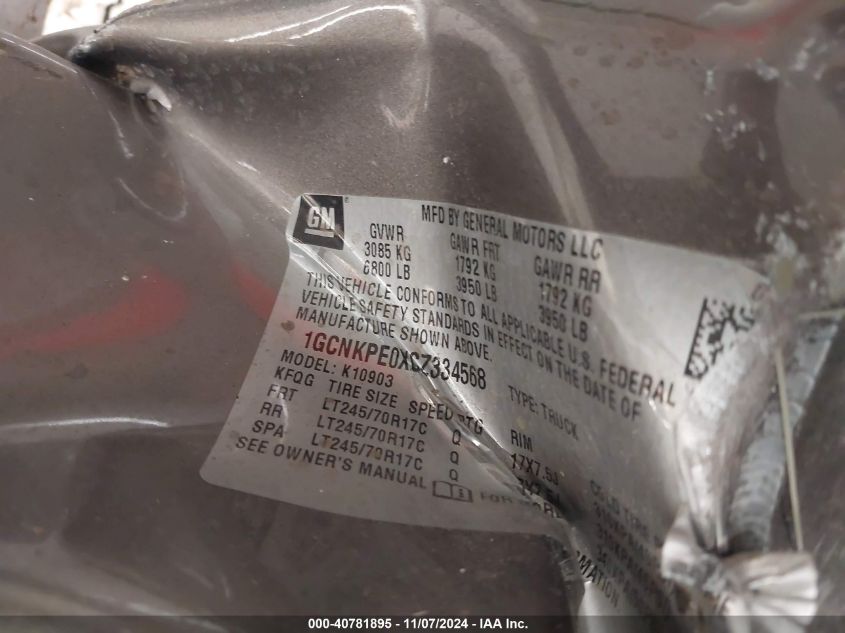 GM
MFD BY GENERAL MOTORS LLC
GVWR GAWR FRT GAWR RR
3085 KG 1792 KG 1792 KG
6800 LB 3950 LB 3950 LB
THIS VEHICLE CONFORMS TO ALL APPLICABLE U.S. FEDERAL
VEHICLE SAFETY STANDARDS IN EFFECT ON THE DATE OF
MANUFACTURE SHOWN ABOVE.
1GCNKPE0XCZ334568 TYPE: TRUCK
MODEL: K10903
KFQG TIRE SIZE SPEED RTG RIM
FRT LT245/70R17C Q 17X7.5J
RR LT245/70R17C Q
SPA LT245/70R17C Q
SEE OWNER'S MANUAL FOR
000-40781895 - 11/07/2024 - IAA Inc.